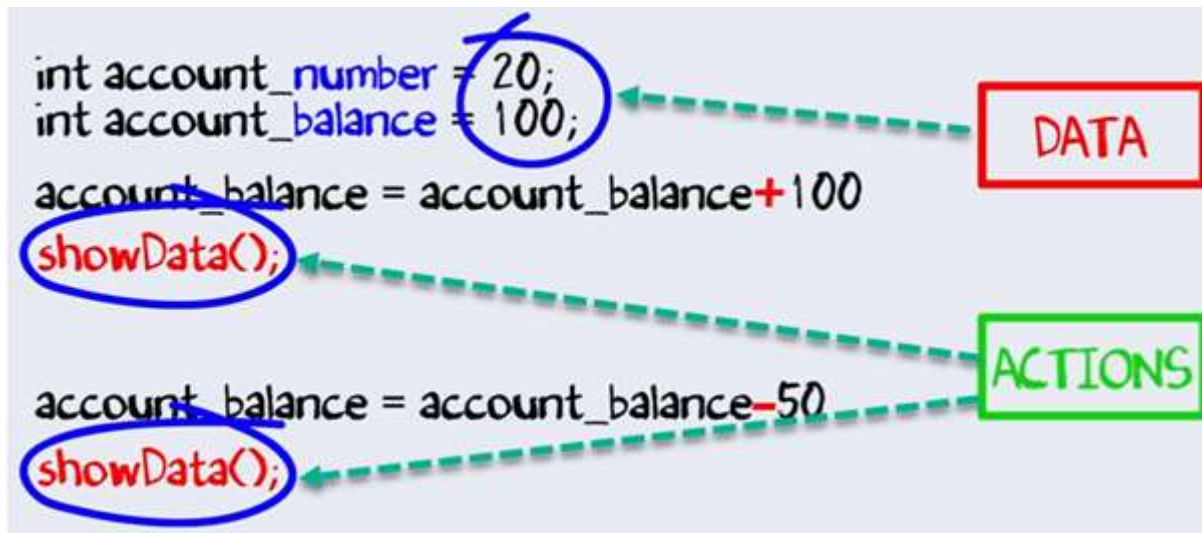 int account_number = 20;
int account_balance = 100;
DATA
account_balance = account_balance+100
showData();
ACTIONS
account_balance = account_balance-50
showData();